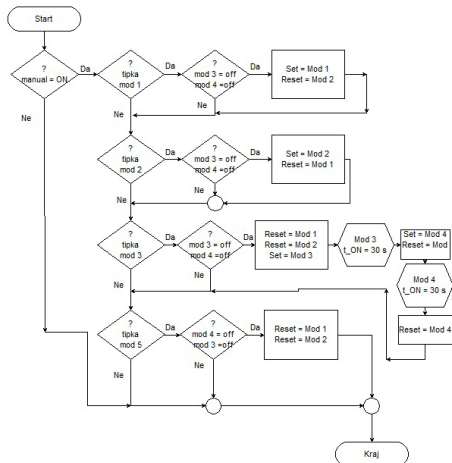 Start
?
manual = ON
Da
?
tipka
mod 1
Da
?
mod 3 = off
mod 4 =off
Da
Set = Mod 1
Reset = Mod 2
Ne
Ne
Ne
?
tipka
mod 2
Da
?
mod 3 = off
mod 4 =off
Da
Set = Mod 2
Reset = Mod 1
Ne
Ne
?
tipka
mod 3
Da
?
mod 3 = off
mod 4 =off
Da
Reset = Mod 1
Reset = Mod 2
Set = Mod 3
Mod 3
t_ON = 30 s
Set = Mod 4
Reset = Mod
Mod 4
t_ON = 30 s
Reset = Mod 4
Ne
Ne
?
tipka
mod 5
Da
?
mod 4 = off
mod 3 =off
Da
Reset = Mod 1
Reset = Mod 2
Ne
Ne
Kraj